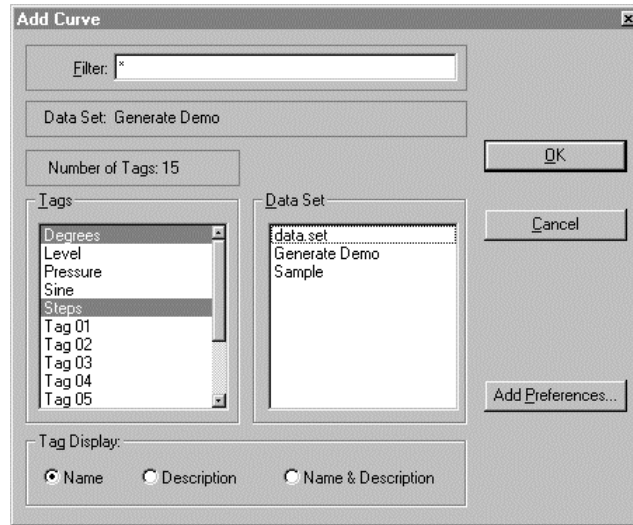 Add Curve
Filter: *
Data Set: Generate Demo
Number of Tags: 15
OK
Tags
Degrees
Level
Pressure
Sine
Steps
Tag 01
Tag 02
Tag 03
Tag 04
Tag 05
Data Set
data.set
Generate Demo
Sample
Cancel
Add Preferences...
Tag Display:
Name Description Name & Description